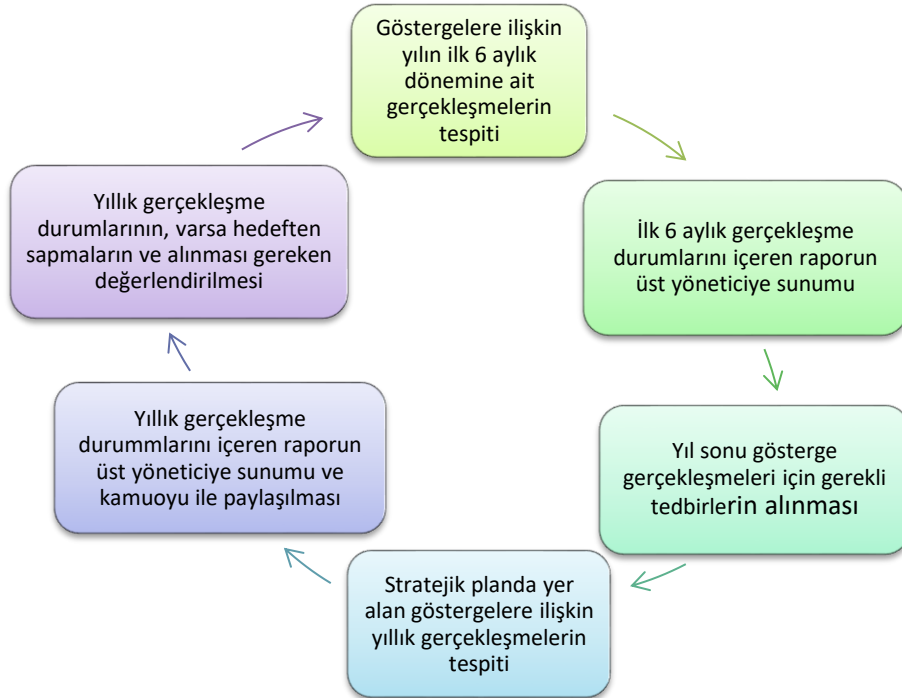 Göstergelere ilişkin
yılın ilk 6 aylık
dönemine ait
gerçekleşmelerin
tespiti
İlk 6 aylık gerçekleşme
durumlarını içeren raporun
üst yöneticiye sunumu
Yıl sonu gösterge
gerçekleşmeleri için gerekli
tedbirlerin alınması
Stratejik planda yer
alan göstergelere ilişkin
yıllık gerçekleşmelerin
tespiti
Yıllık gerçekleşme
durummlarını içeren raporun
üst yöneticiye sunumu ve
kamuoyu ile paylaşılması
Yıllık gerçekleşme
durumlarının, varsa hedeften
sapmaların ve alınması gereken
değerlendirilmesi